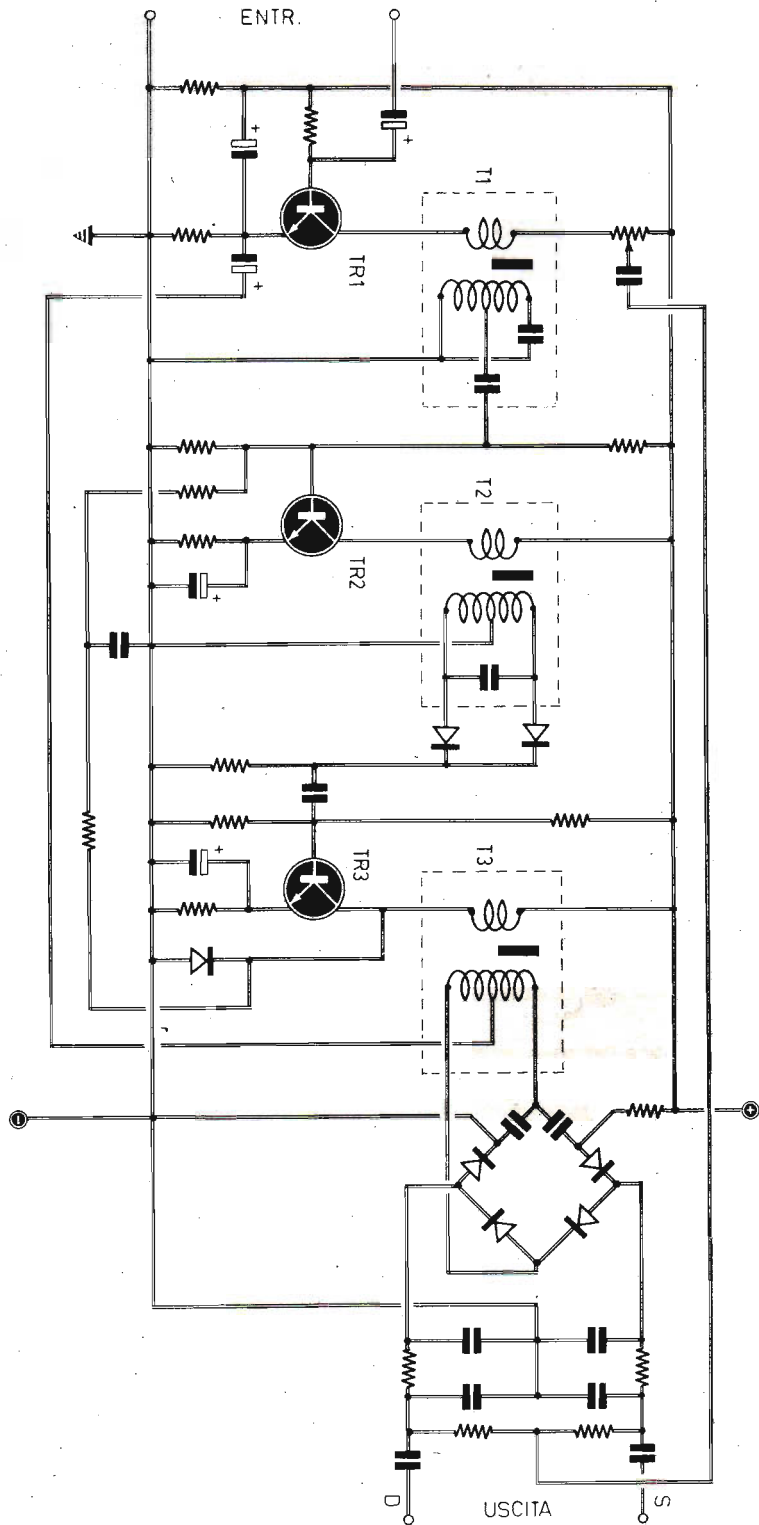 ENTR.
+
+
+
T1
TR1
T2
TR2
+
T3
TR3
+
−
+
D
USCITA
S